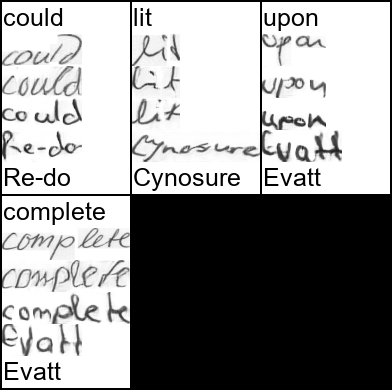 could lit upon
could lit upon
could lit upon
could lit upon
Re-do Cynosure Evatt
Re-do Cynosure Evatt
complete
complete
complete
complete
Evatt
Evatt